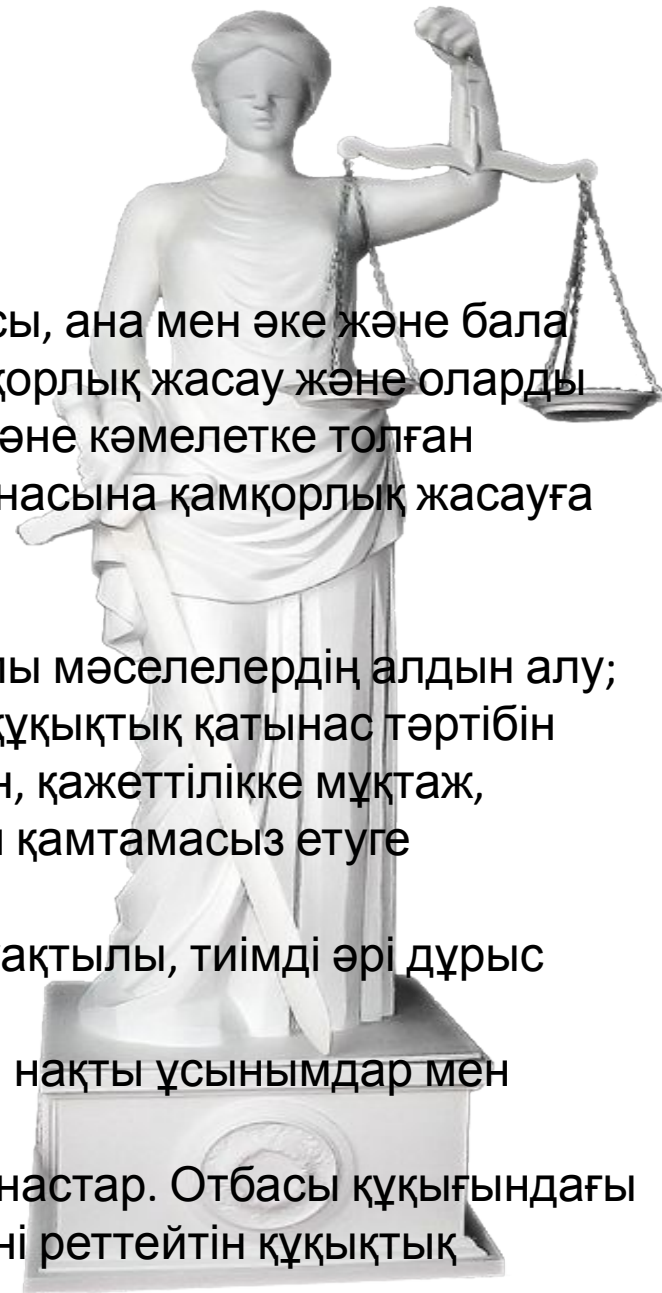 сы, ана мен әке және бала
қорлық жасау және оларды
әне кәмелетке толған
насына қамқорлық жасауға
лы мәселелердің алдын алу;
құқықтық қатынас тәртібін
н, қажеттілікке мұқтаж,
қамтамасыз етуге
ақтылы, тиімді әрі дұрыс
нақты ұсынымдар мен
настар. Отбасы құқығындағы
ні реттейтін құқықтық